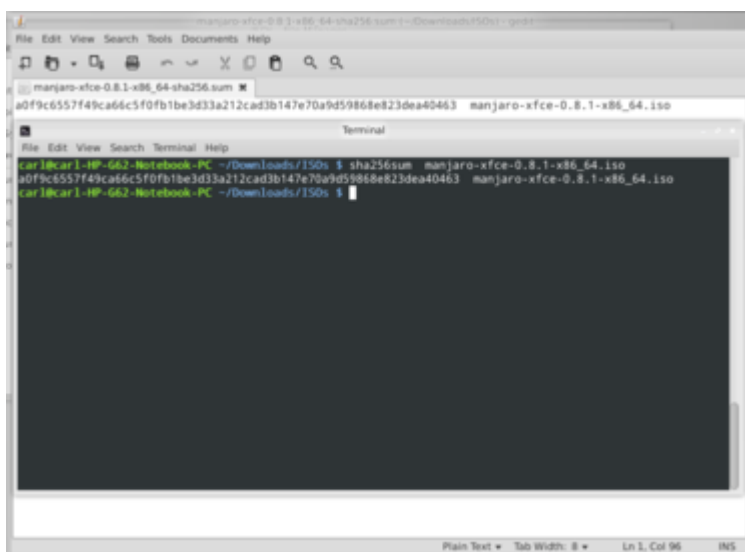 manjaro-xfce-0.8.1-x86_64-sha256.sum (~/Downloads/ISOs) - gedit
File Edit View Search Tools Documents Help
manjaro-xfce-0.8.1-x86_64-sha256.sum
a0f9c6557f49ca66c5f0fb1be3d33a212cad3b147e70a9d59868e823dea40463 manjaro-xfce-0.8.1-x86_64.iso
Terminal
File Edit View Search Terminal Help
carl@carl-HP-G62-Notebook-PC ~/Downloads/ISOs $ sha256sum manjaro-xfce-0.8.1-x86_64.iso
a0f9c6557f49ca66c5f0fb1be3d33a212cad3b147e70a9d59868e823dea40463 manjaro-xfce-0.8.1-x86_64.iso
carl@carl-HP-G62-Notebook-PC ~/Downloads/ISOs $
Plain Text Tab Width: 8 Ln 1, Col 96 INS